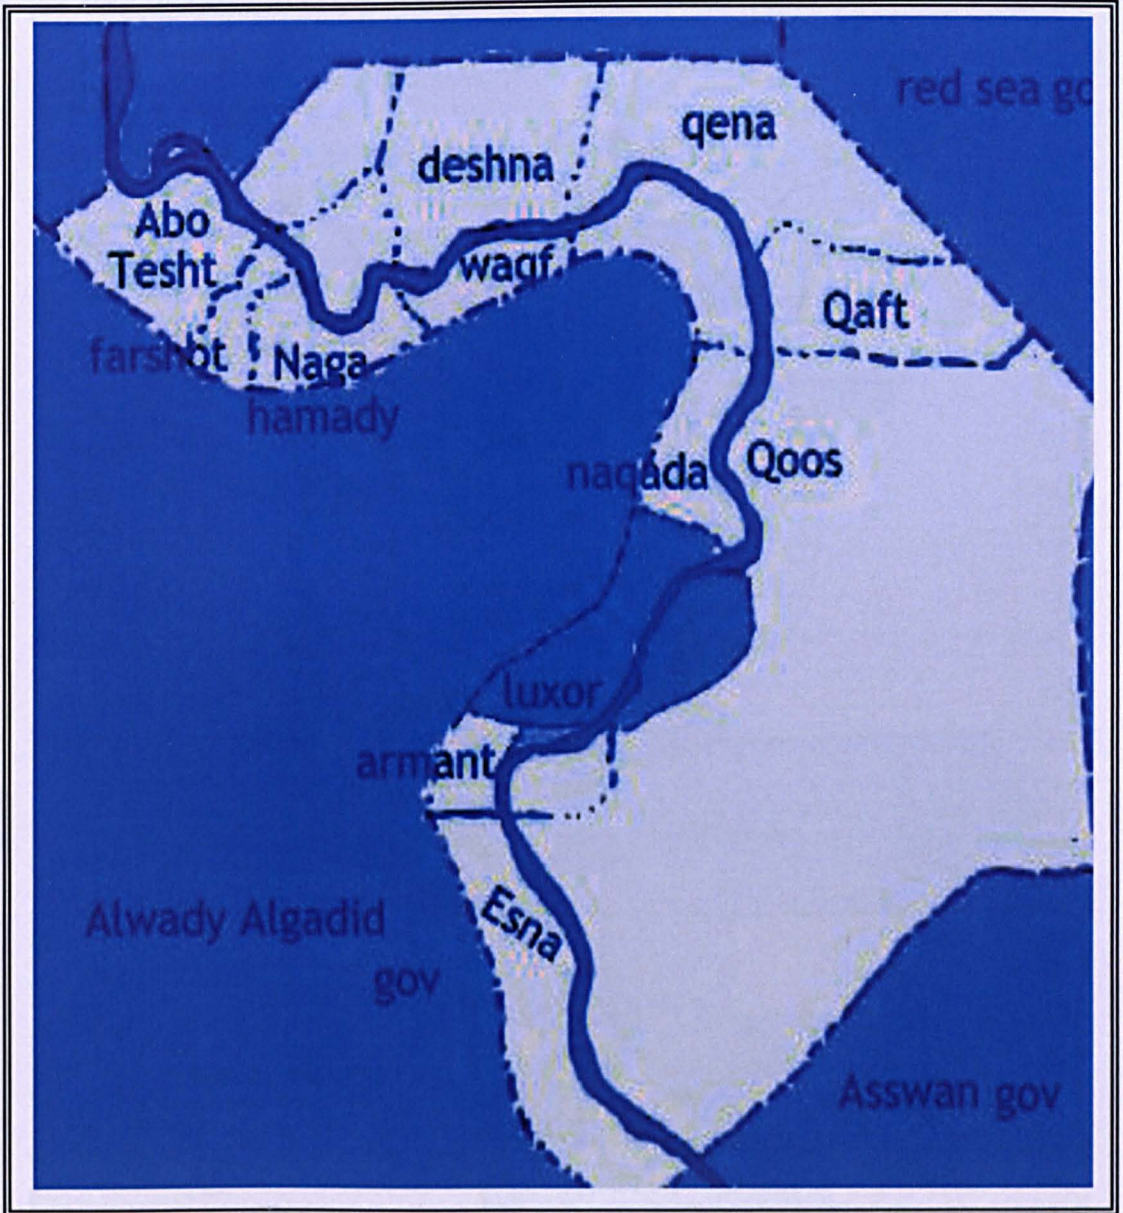 red sea go
qena
deshna
Abo
Tesht
waqf
Qaft
farshot
Naga
hamady
naqada
Qoos
luxor
armant
Esna
Alwady Algadid
gov
Asswan gov